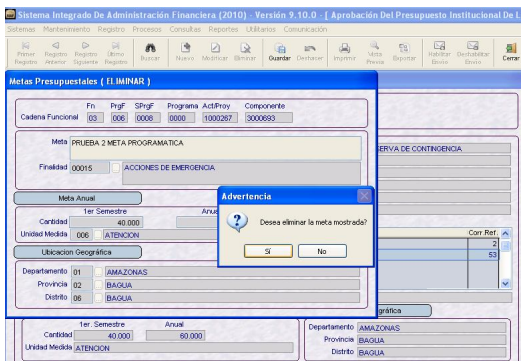 Sistema Integrado De Administración Financiera (2010) - Versión 9.10.0 - [ Aprobación Del Presupuesto Institucional De L
Sistemas Mantenimiento Registro Procesos Consultas Reportes Utilitarios Comunicación
Primer Registro Registro Anterior Registro Siguiente Último Registro Buscar Nuevo Modificar Eliminar Guardar Deshacer Imprimir Vista Previa Exportar Habilitar Envío Deshabilitar Envío Cerrar
Metas Presupuestales ( ELIMINAR )
Fn PrgF SPrgF Programa Act/Proy Componente
Cadena Funcional 03 006 0008 0000 1000267 3000693
Meta PRUEBA 2 META PROGRAMATICA
ERVA DE CONTINGENCIA
Finalidad 00015 ACCIONES DE EMERGENCIA
Meta Anual
Advertencia
1er Semestre Anua
Desea eliminar la meta mostrada?
Cantidad 40.000
Unidad Medida 006 ATENCION
Sí No
Corr.Ref.
2
53
Ubicacion Geográfica
Departamento 01 AMAZONAS
Provincia 02 BAGUA
Distrito 06 BAGUA
gráfica
1er. Semestre Anual
Cantidad 40.000 60.000
Unidad Medida ATENCION
Departamento AMAZONAS
Provincia BAGUA
Distrito BAGUA